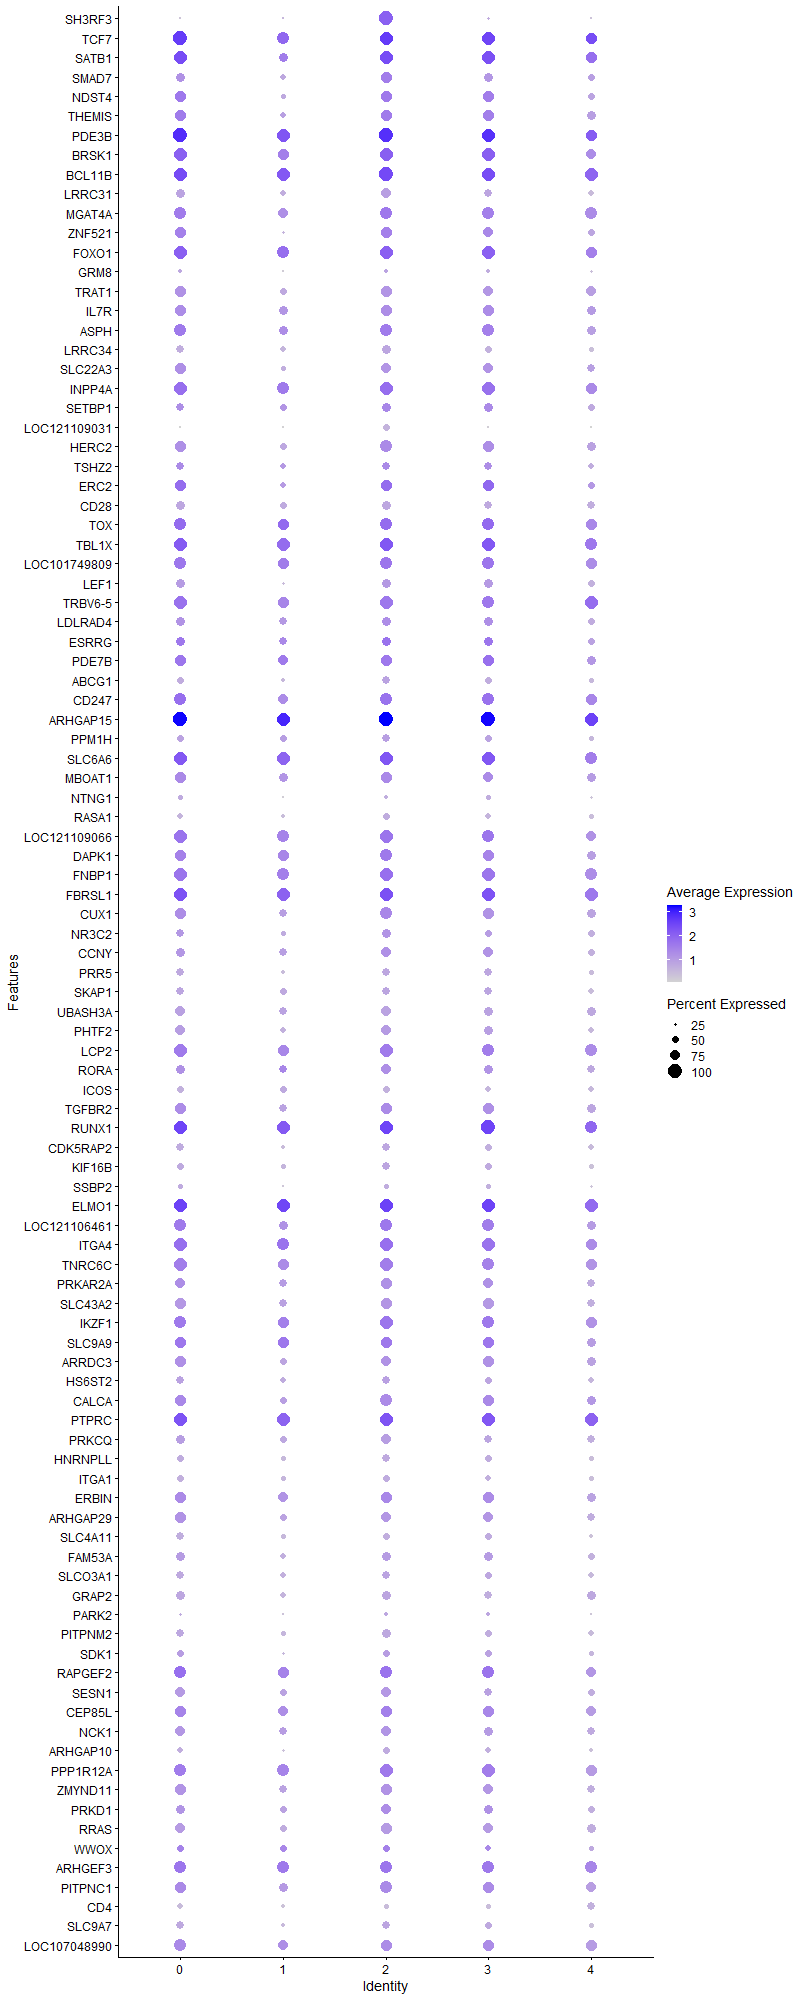 SH3RF3
TCF7
SATB1
SMAD7
NDST4
THEMIS
PDE3B
BRSK1
BCL11B
LRRC31
MGAT4A
ZNF521
FOXO1
GRM8
TRAT1
IL7R
ASPH
LRRC34
SLC22A3
INPP4A
SETBP1
LOC121109031
HERC2
TSHZ2
ERC2
CD28
TOX
TBL1X
LOC101749809
LEF1
TRBV6-5
LDLRAD4
ESRRG
PDE7B
ABCG1
CD247
ARHGAP15
PPM1H
SLC6A6
MBOAT1
NTNG1
RASA1
LOC121109066
DAPK1
FNBP1
FBRSL1
CUX1
NR3C2
CCNY
PRR5
SKAP1
UBASH3A
PHTF2
LCP2
RORA
ICOS
TGFBR2
RUNX1
CDK5RAP2
KIF16B
SSBP2
ELMO1
LOC121106461
ITGA4
TNRC6C
PRKAR2A
SLC43A2
IKZF1
SLC9A9
ARRDC3
HS6ST2
CALCA
PTPRC
PRKCQ
HNRNPLL
ITGA1
ERBIN
ARHGAP29
SLC4A11
FAM53A
SLCO3A1
GRAP2
PARK2
PITPNM2
SDK1
RAPGEF2
SESN1
CEP85L
NCK1
ARHGAP10
PPP1R12A
ZMYND11
PRKD1
RRAS
WWOX
ARHGEF3
PITPNC1
CD4
SLC9A7
LOC107048990
Features
0 1 2 3 4
Identity
Average Expression
3
2
1
Percent Expressed
25
50
75
100